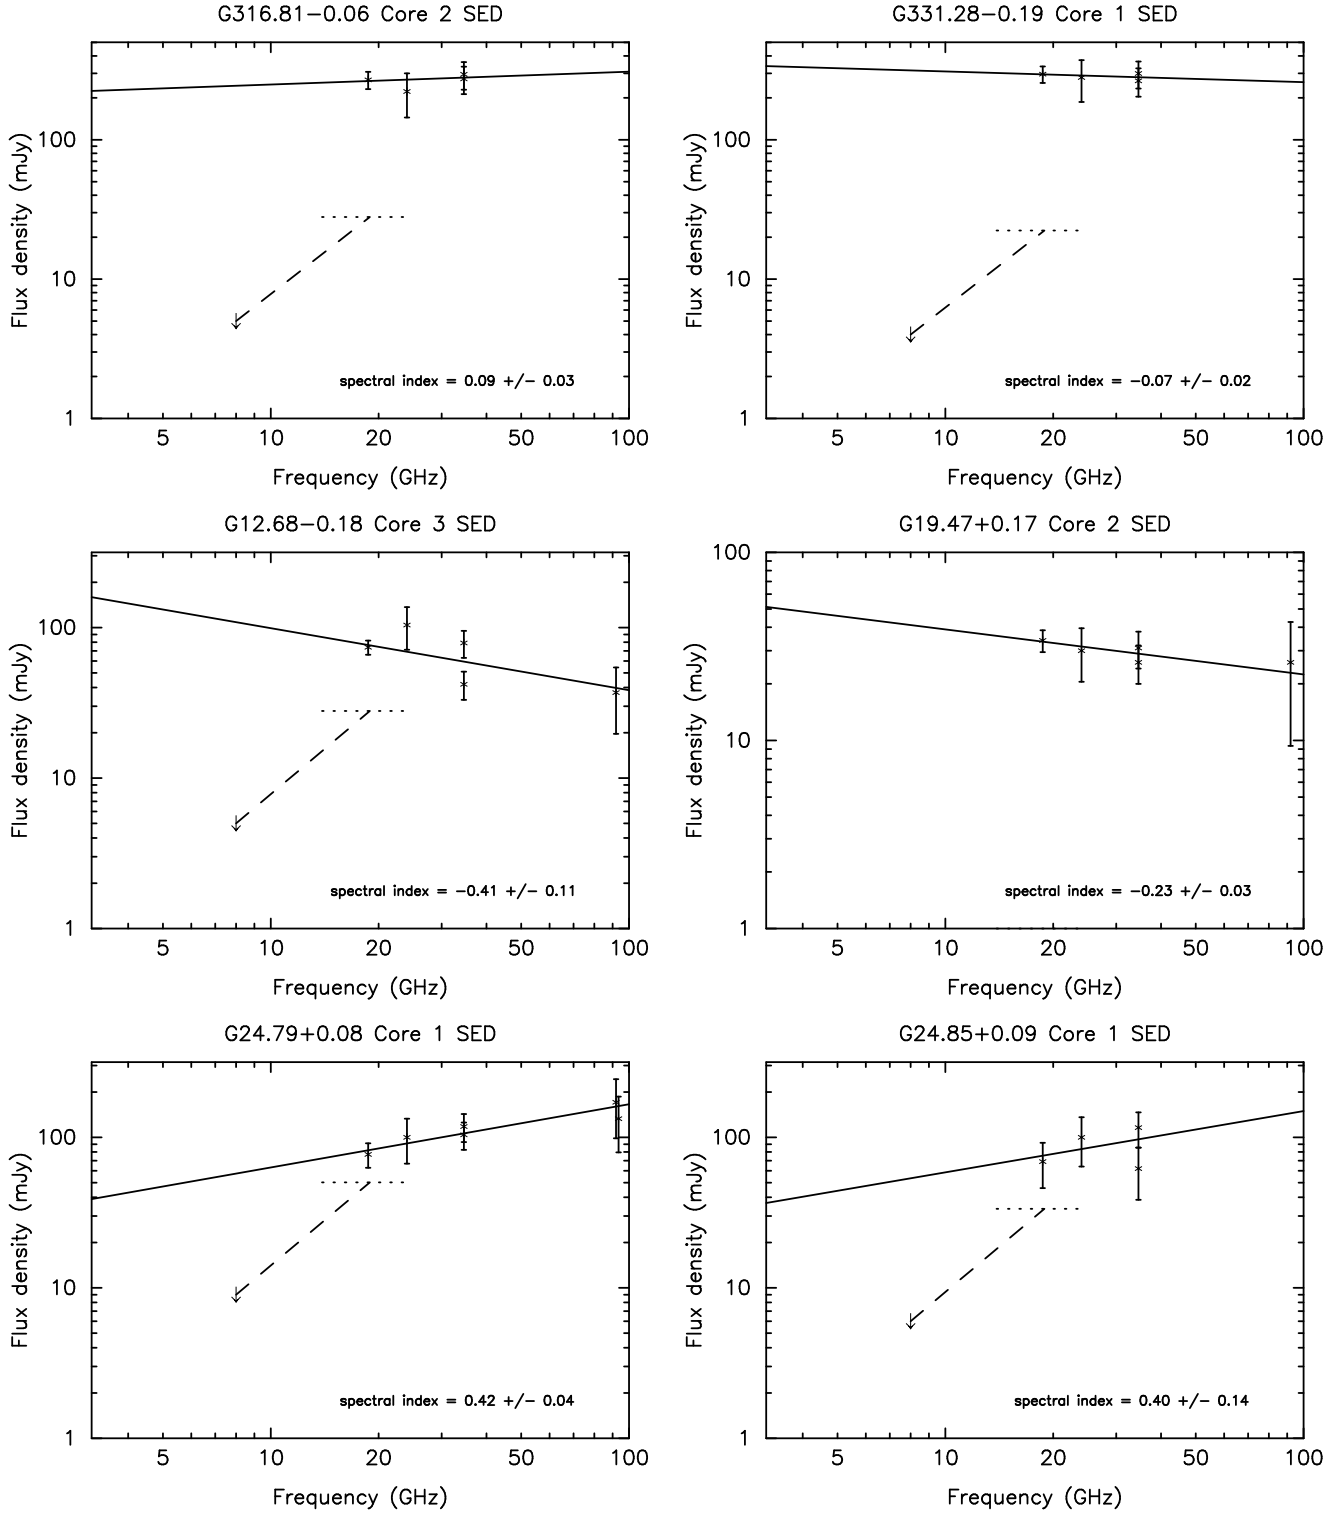 G316.81−0.06 Core 2 SED
Flux density (mJy)
100
10
1
5 10 20 50 100
Frequency (GHz)
spectral index = 0.09 +/− 0.03
G331.28−0.19 Core 1 SED
Flux density (mJy)
100
10
1
5 10 20 50 100
Frequency (GHz)
spectral index = −0.07 +/− 0.02
G12.68−0.18 Core 3 SED
Flux density (mJy)
100
10
1
5 10 20 50 100
Frequency (GHz)
spectral index = −0.41 +/− 0.11
G19.47+0.17 Core 2 SED
Flux density (mJy)
100
10
1
5 10 20 50 100
Frequency (GHz)
spectral index = −0.23 +/− 0.03
G24.79+0.08 Core 1 SED
Flux density (mJy)
100
10
1
5 10 20 50 100
Frequency (GHz)
spectral index = 0.42 +/− 0.04
G24.85+0.09 Core 1 SED
Flux density (mJy)
100
10
1
5 10 20 50 100
Frequency (GHz)
spectral index = 0.40 +/− 0.14